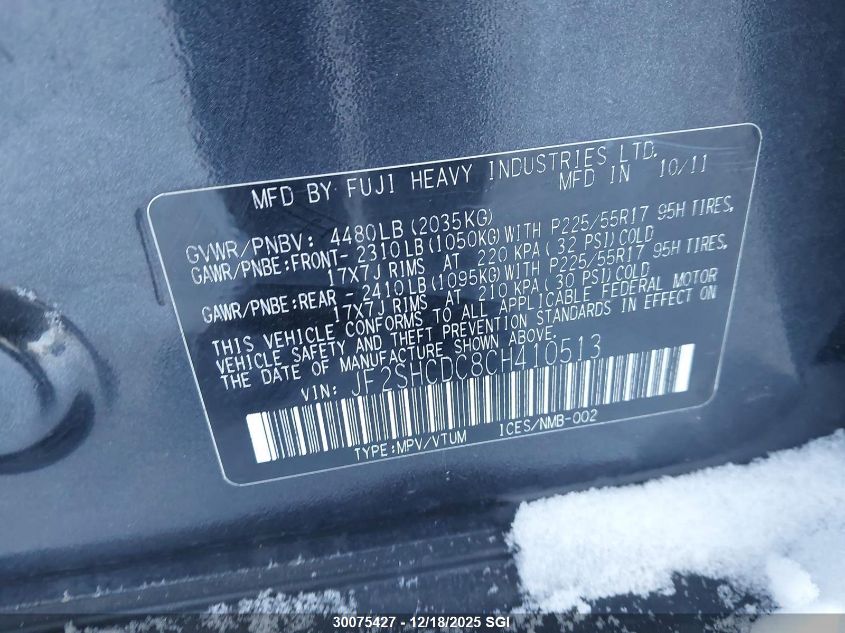 MFD BY FUJI HEAVY INDUSTRIES LTD.
MFD IN 10/11
GVWR/PNBV: 4480LB(2035KG)
GAWR/PNBE:FRONT- 2310LB(1050KG)WITH P225/55R17 95H TIRES,
17X7J RIMS AT 220 KPA(32 PSI)COLD
GAWR/PNBE:REAR - 2410LB(1095KG)WITH P225/55R17 95H TIRES,
17X7J RIMS AT 210 KPA(30 PSI)COLD
THIS VEHICLE CONFORMS TO ALL APPLICABLE FEDERAL MOTOR
VEHICLE SAFETY AND THEFT PREVENTION STANDARDS IN EFFECT ON
THE DATE OF MANUFACTURE SHOWN ABOVE.
VIN: JF2SHCDC8CH410513
TYPE:MPV/VTUM ICES/NMB-002
30075427 - 12/18/2025 SGI